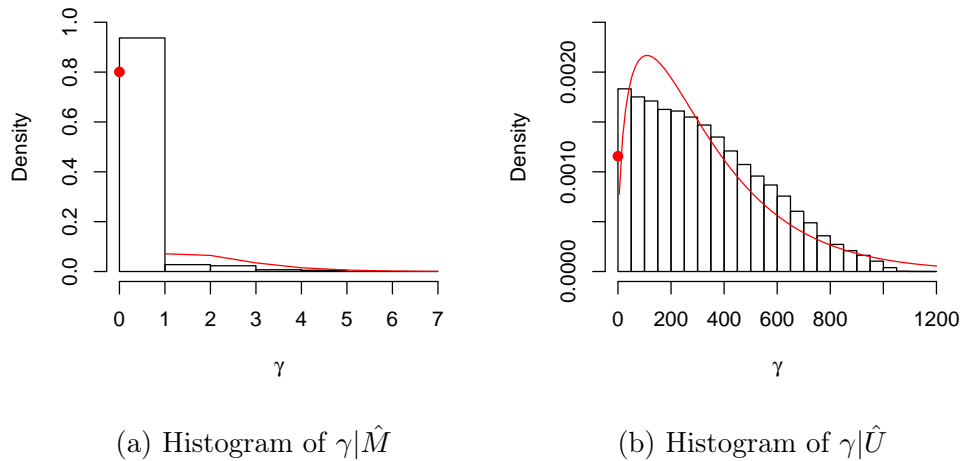 Density
0.0 0.2 0.4 0.6 0.8 1.0
0 1 2 3 4 5 6 7
γ
Density
0.0000 0.0010 0.0020
0 200 400 600 800 1200
γ
(a) Histogram of γ|M̂
(b) Histogram of γ|Û